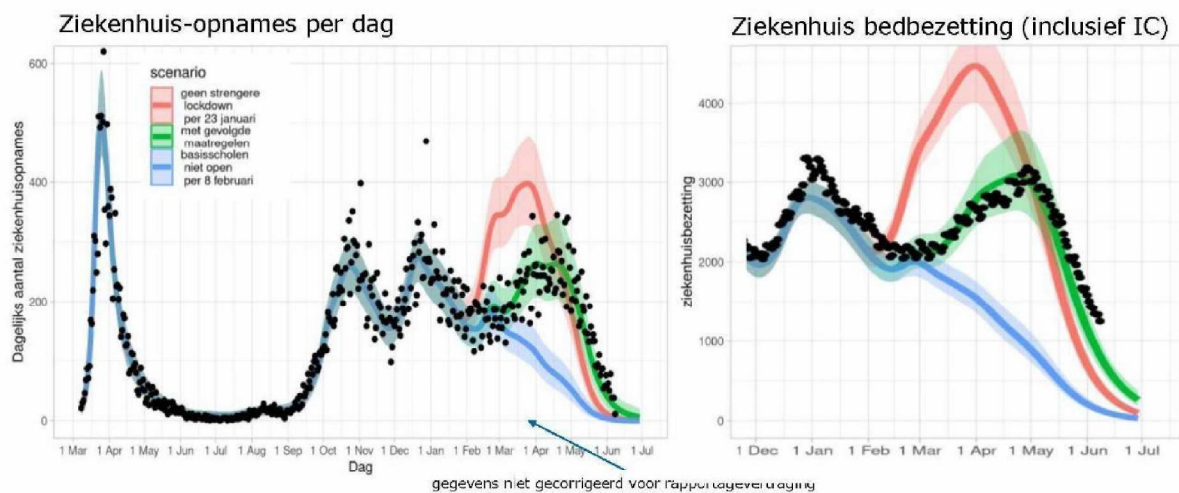 Ziekenhuis-opnames per dag
Ziekenhuis bedbezetting (inclusief IC)
600
400
200
0
Dagelijks aantal ziekenhuisopnames
scenario
geen strengere
lockdown
per 23 januari
met gevolgde
maatregelen
basisscholen
niet open
per 8 februari
1 Mar 1 Apr 1 May 1 Jun 1 Jul 1 Aug 1 Sep 1 Oct 1 Nov 1 Dec 1 Jan 1 Feb 1 Mar 1 Apr 1 May 1 Jun 1 Jul
Dag
4000
3000
2000
1000
0
ziekenhuisbezetting
1 Dec 1 Jan 1 Feb 1 Mar 1 Apr 1 May 1 Jun 1 Jul
gegevens niet gecorrigeerd voor rapportagevertraging